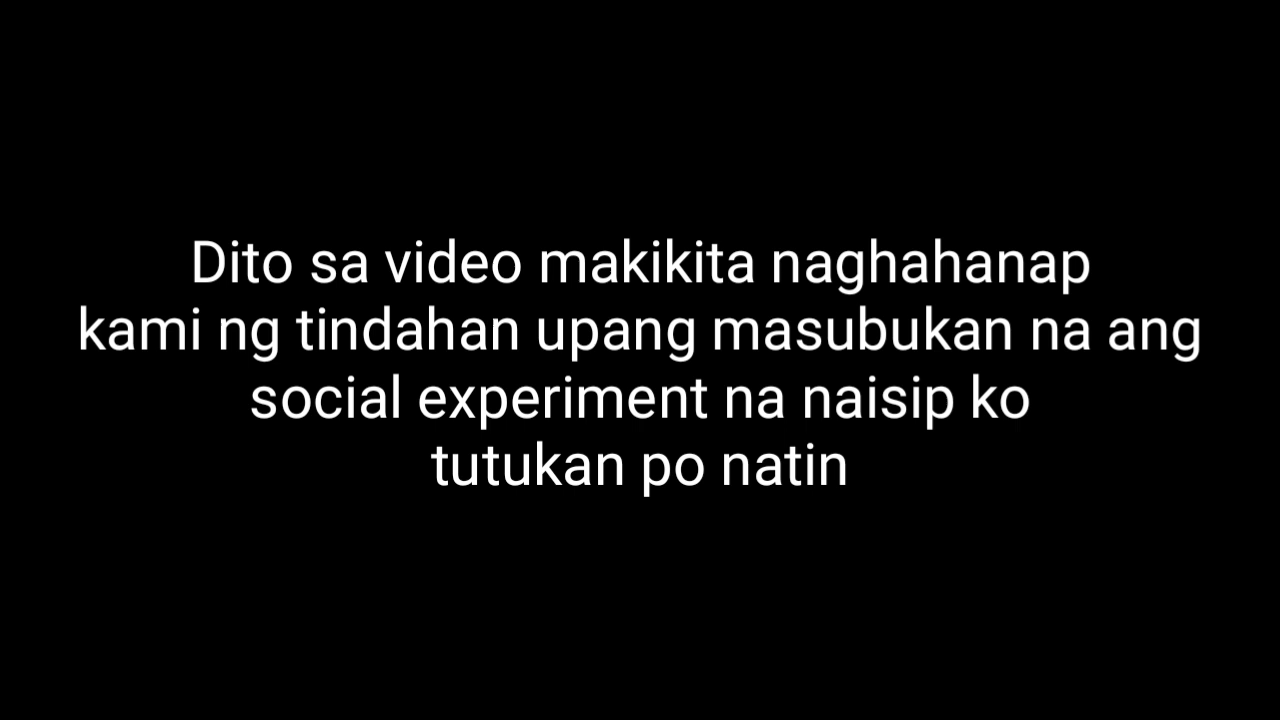 Dito sa video makikita naghahanap
kami ng tindahan upang masubukan na ang
social experiment na naisip ko
tutukan po natin